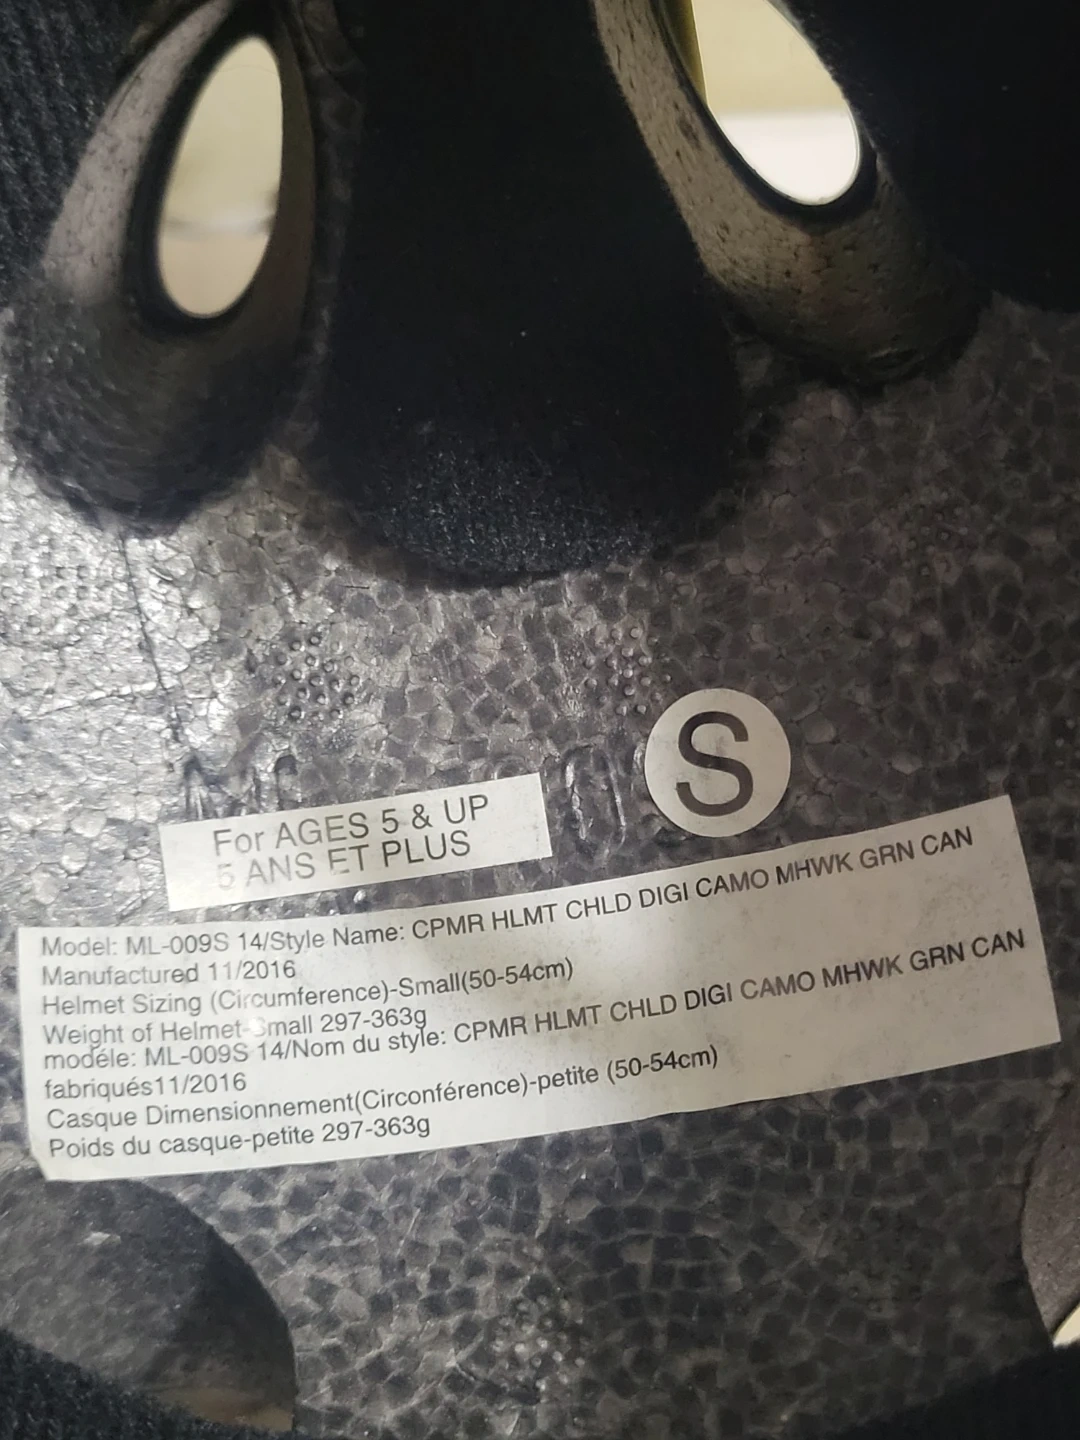 S
For AGES 5 & UP
5 ANS ET PLUS
Model: ML-009S 14/Style Name: CPMR HLMT CHLD DIGI CAMO MHWK GRN CAN
Manufactured 11/2016
Helmet Sizing (Circumference)-Small(50-54cm)
Weight of Helmet-Small 297-363g
modéle: ML-009S 14/Nom du style: CPMR HLMT CHLD DIGI CAMO MHWK GRN CAN
fabriqués11/2016
Casque Dimensionnement(Circonférence)-petite (50-54cm)
Poids du casque-petite 297-363g